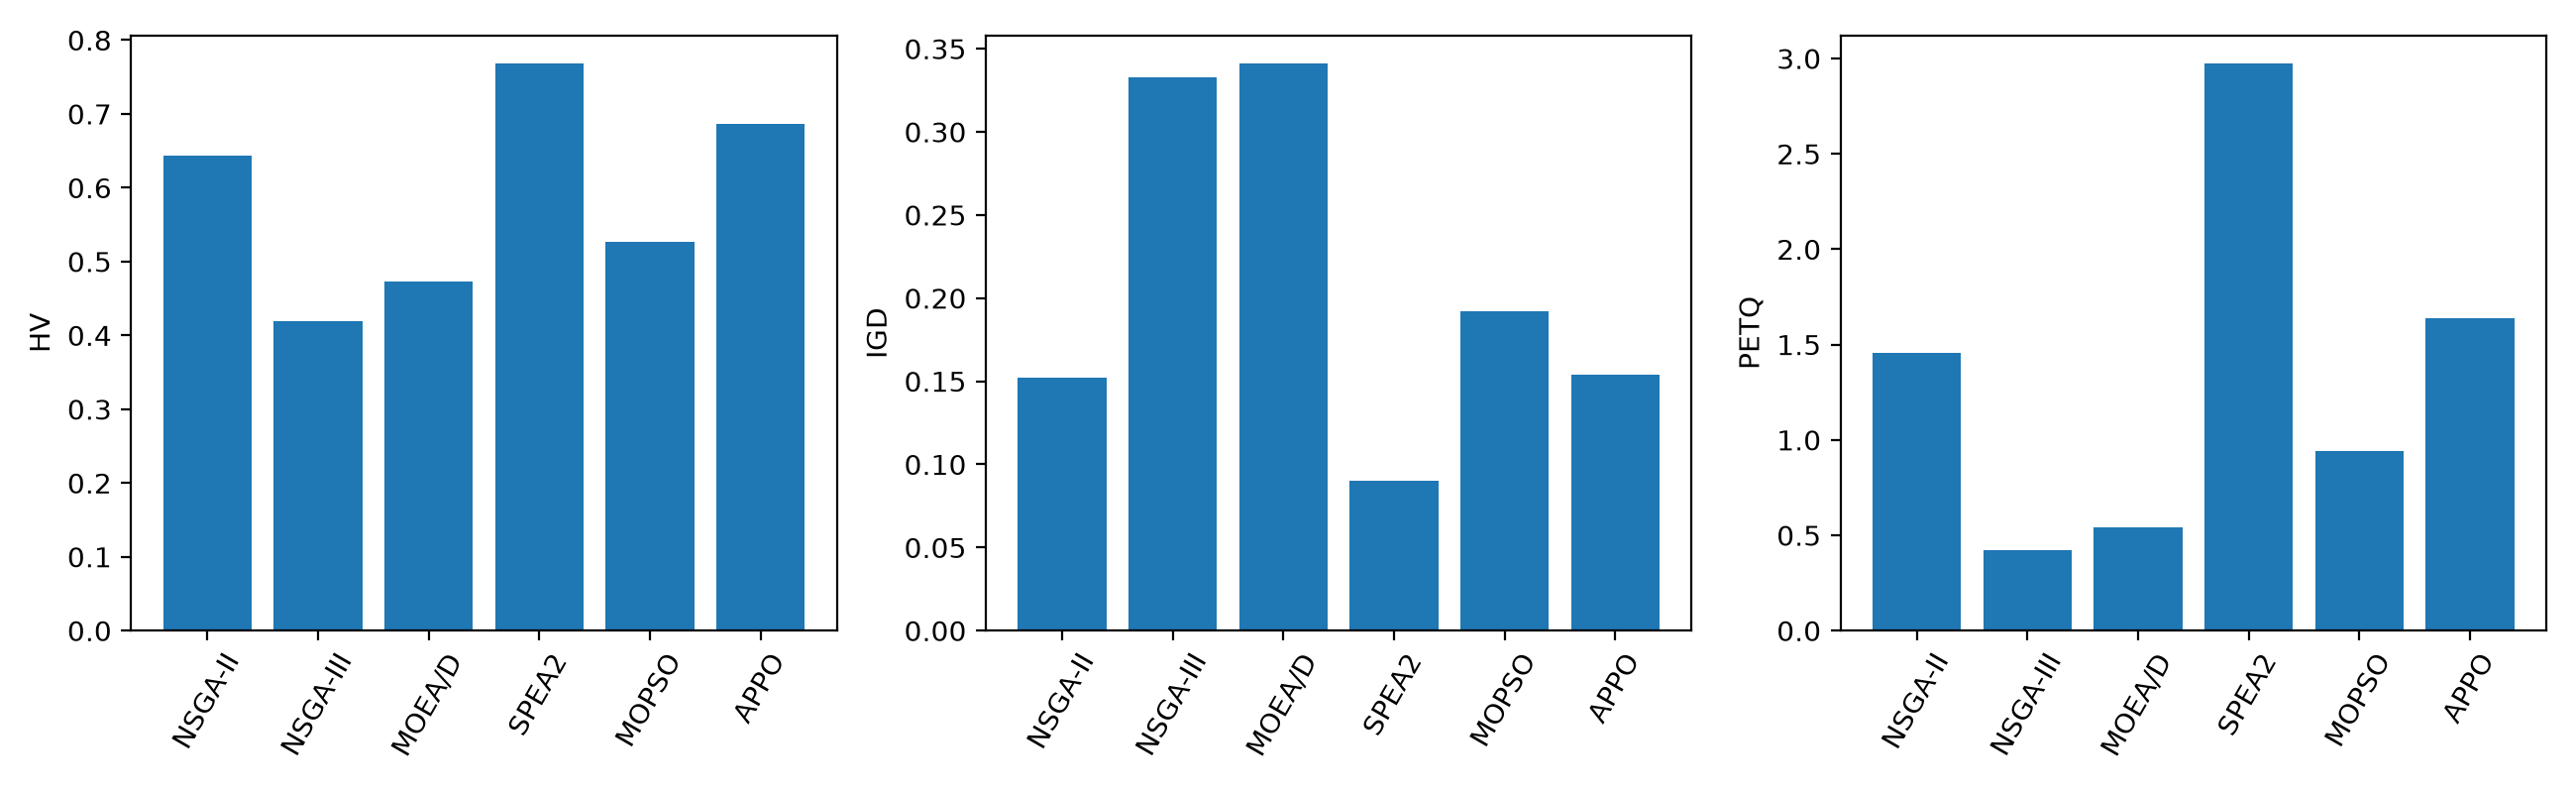 HV
0.8
0.7
0.6
0.5
0.4
0.3
0.2
0.1
0.0
NSGA-II
NSGA-III
MOEA/D
SPEA2
MOPSO
APPO
IGD
0.35
0.30
0.25
0.20
0.15
0.10
0.05
0.00
NSGA-II
NSGA-III
MOEA/D
SPEA2
MOPSO
APPO
PETQ
3.0
2.5
2.0
1.5
1.0
0.5
0.0
NSGA-II
NSGA-III
MOEA/D
SPEA2
MOPSO
APPO